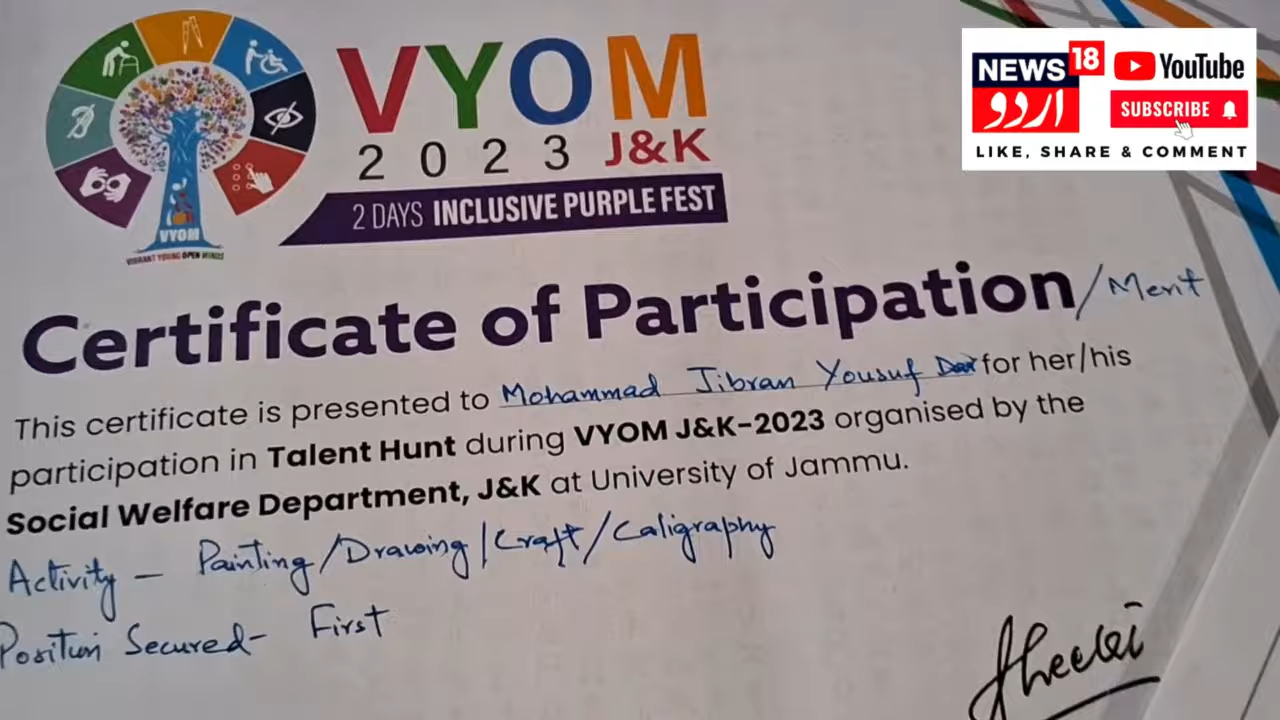 VYOM
2023 J&K
2 DAYS INCLUSIVE PURPLE FEST
VYOM
VIBRANT YOUNG OPEN MINDS
NEWS 18
اردو
YouTube
SUBSCRIBE
LIKE, SHARE & COMMENT
Certificate of Participation/Merit
This certificate is presented to Mohammad Jibran Yousuf Dar for her/his
participation in Talent Hunt during VYOM J&K-2023 organised by the
Social Welfare Department, J&K at University of Jammu.
Activity - Painting/Drawing/Craft/Caligraphy
Position Secured- First